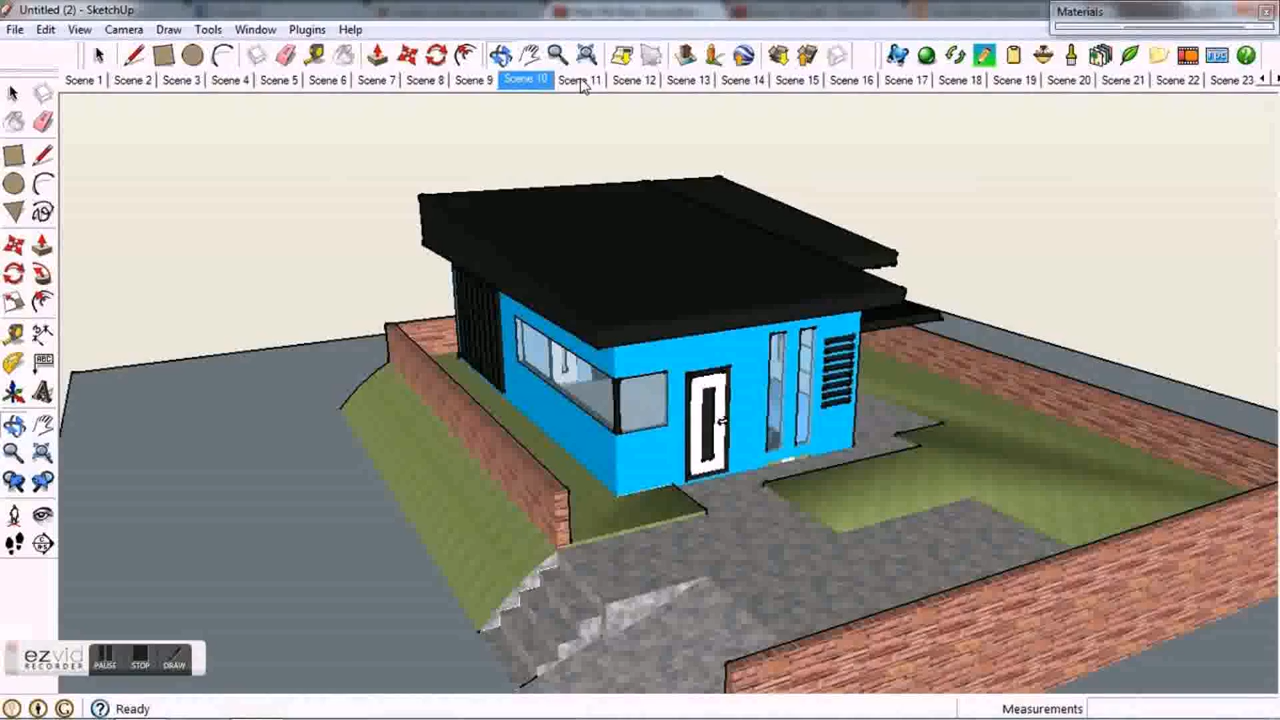 Untitled (2) - SketchUp
Materials
File Edit View Camera Draw Tools Window Plugins Help
Scene 1 Scene 2 Scene 3 Scene 4 Scene 5 Scene 6 Scene 7 Scene 8 Scene 9 Scene 10 Scene 11 Scene 12 Scene 13 Scene 14 Scene 15 Scene 16 Scene 17 Scene 18 Scene 19 Scene 20 Scene 21 Scene 22 Scene 23
ABC
ezvid
RECORDER
PAUSE STOP DRAW
Ready
Measurements